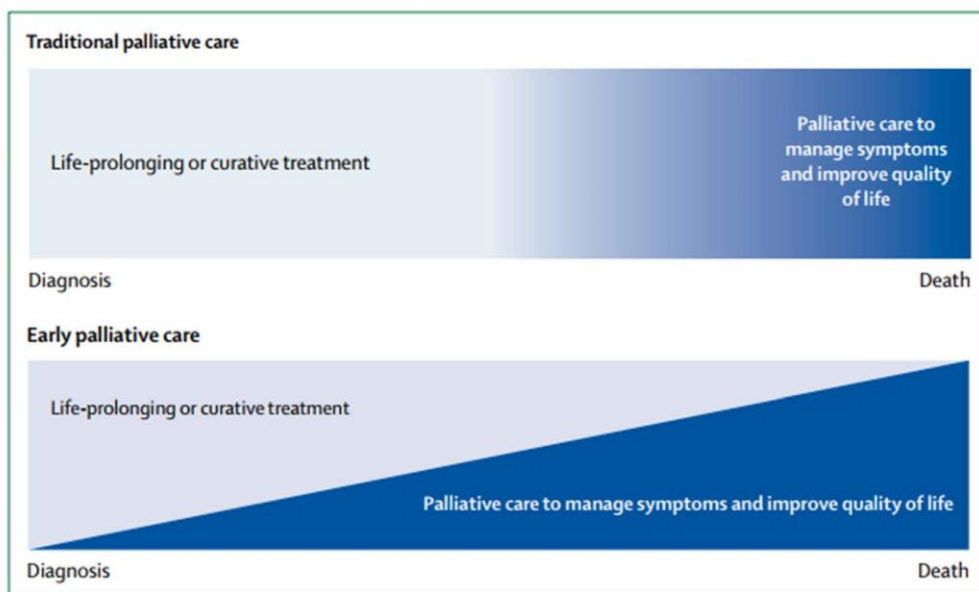 Traditional palliative care
Life-prolonging or curative treatment
Palliative care to
manage symptoms
and improve quality
of life
Diagnosis
Death
Early palliative care
Life-prolonging or curative treatment
Palliative care to manage symptoms and improve quality of life
Diagnosis
Death